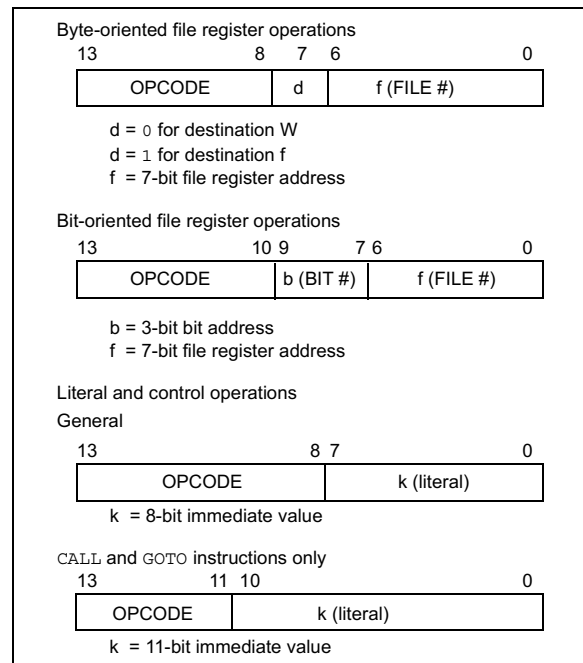 Byte-oriented file register operations
13 8 7 6 0
OPCODE d f (FILE #)
d = 0 for destination W
d = 1 for destination f
f = 7-bit file register address
Bit-oriented file register operations
13 10 9 7 6 0
OPCODE b (BIT #) f (FILE #)
b = 3-bit bit address
f = 7-bit file register address
Literal and control operations
General
13 8 7 0
OPCODE k (literal)
k = 8-bit immediate value
CALL and GOTO instructions only
13 11 10 0
OPCODE k (literal)
k = 11-bit immediate value